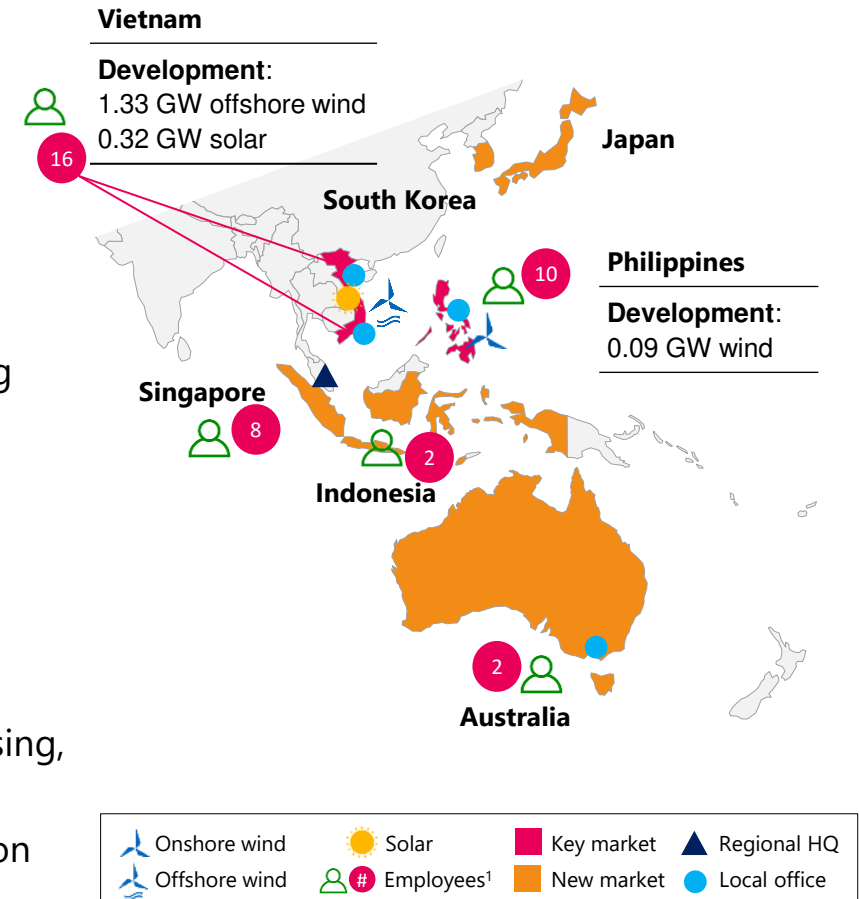 Vietnam
Development:
1.33 GW offshore wind
0.32 GW solar
16
Japan
South Korea
10
Philippines
Development:
0.09 GW wind
g
Singapore
8
2
Indonesia
2
Australia
sing,
on
Onshore wind
Solar
Key market
Regional HQ
Offshore wind
# Employees¹
New market
Local office